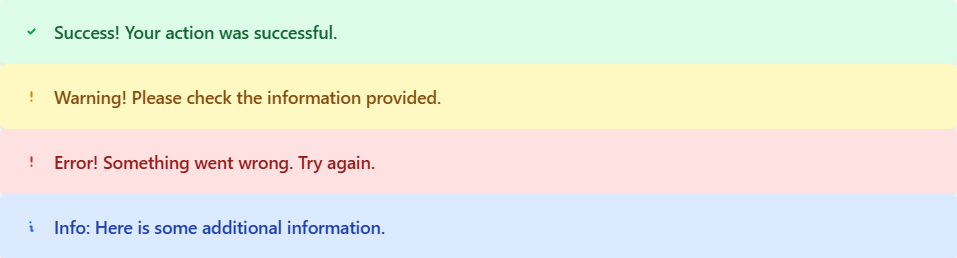 Success! Your action was successful.
Warning! Please check the information provided.
Error! Something went wrong. Try again.
Info: Here is some additional information.